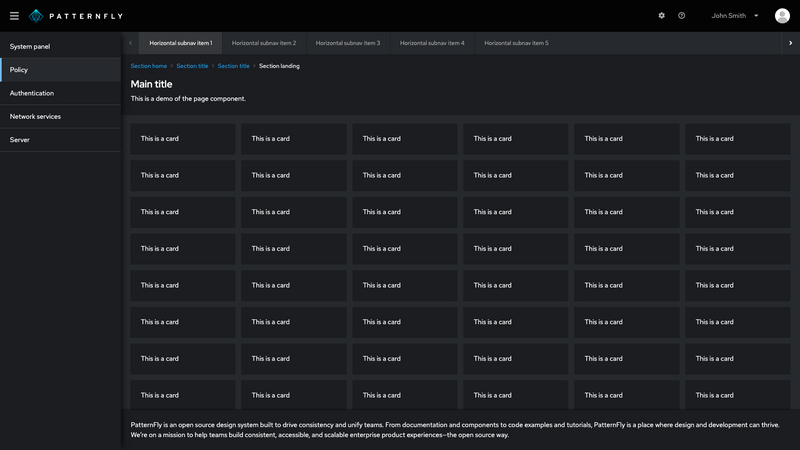 PATTERNFLY
John Smith
System panel
Policy
Authentication
Network services
Server
Horizontal subnav item 1 Horizontal subnav item 2 Horizontal subnav item 3 Horizontal subnav item 4 Horizontal subnav item 5
Section home > Section title > Section title > Section landing
Main title
This is a demo of the page component.
This is a card This is a card This is a card This is a card This is a card This is a card
This is a card This is a card This is a card This is a card This is a card This is a card
This is a card This is a card This is a card This is a card This is a card This is a card
This is a card This is a card This is a card This is a card This is a card This is a card
This is a card This is a card This is a card This is a card This is a card This is a card
This is a card This is a card This is a card This is a card This is a card This is a card
This is a card This is a card This is a card This is a card This is a card This is a card
This is a card This is a card This is a card This is a card This is a card This is a card
PatternFly is an open source design system built to drive consistency and unify teams. From documentation and components to code examples and tutorials, PatternFly is a place where design and development can thrive.
We're on a mission to help teams build consistent, accessible, and scalable enterprise product experiences—the open source way.